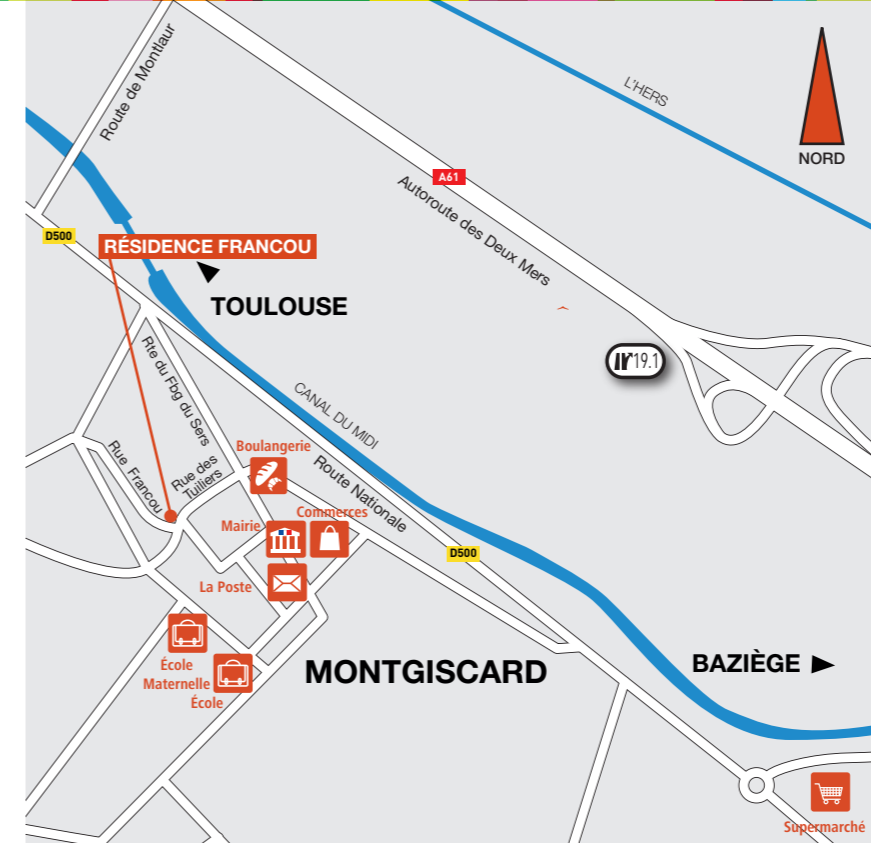 Route de Montlaur
L'HERS
NORD
A61
Autoroute des Deux Mers
D500
RÉSIDENCE FRANCOU
TOULOUSE
19.1
Rte du Fbg du Sers
CANAL DU MIDI
Boulangerie
Rue Francou
Rue des
Tuiliers
Route Nationale
Commerces
Mairie
D500
La Poste
École
Maternelle
École
MONTGISCARD
BAZIÈGE
Supermarché